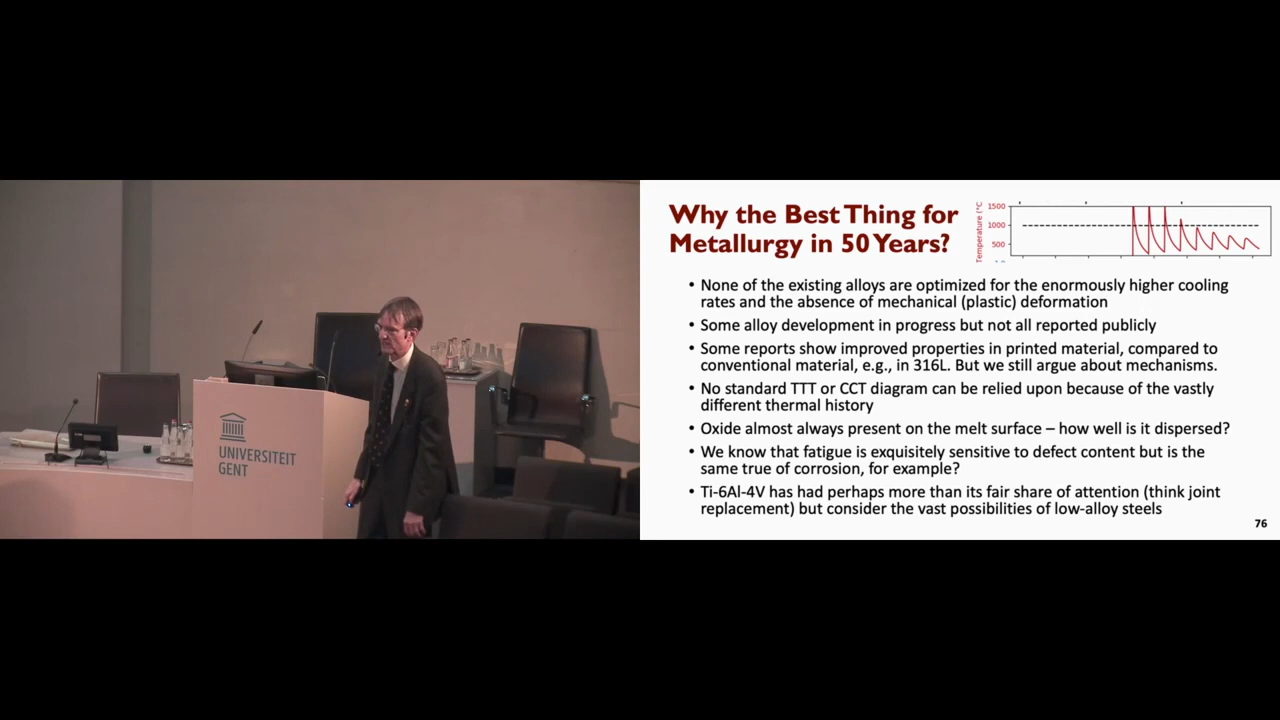 UNIVERSITEIT
GENT
Why the Best Thing for
Metallurgy in 50 Years?
Temperature (°C
1500
1000
500
• None of the existing alloys are optimized for the enormously higher cooling
rates and the absence of mechanical (plastic) deformation
• Some alloy development in progress but not all reported publicly
• Some reports show improved properties in printed material, compared to
conventional material, e.g., in 316L. But we still argue about mechanisms.
• No standard TTT or CCT diagram can be relied upon because of the vastly
different thermal history
• Oxide almost always present on the melt surface – how well is it dispersed?
• We know that fatigue is exquisitely sensitive to defect content but is the
same true of corrosion, for example?
• Ti-6Al-4V has had perhaps more than its fair share of attention (think joint
replacement) but consider the vast possibilities of low-alloy steels
76